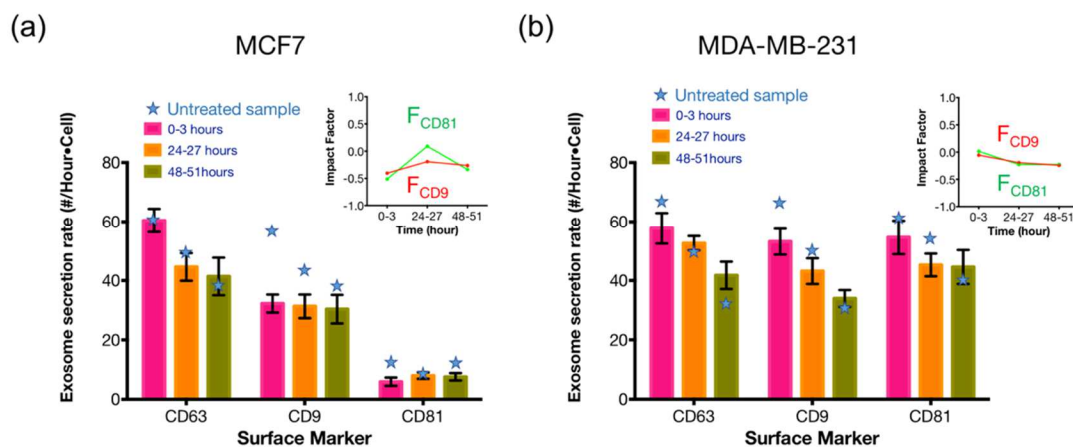 (a)
MCF7
Untreated sample
0-3 hours
24-27 hours
48-51hours
Exosome secretion rate (#/Hour•Cell)
80
60
40
20
0
CD63 CD9 CD81
Surface Marker
Impact Factor
1.0
0.5
0.0
-0.5
-1.0
FCD81
FCD9
0-3 24-27 48-51
Time (hour)
(b)
MDA-MB-231
Untreated sample
0-3 hours
24-27 hours
48-51hours
Exosome secretion rate (#/Hour•Cell)
80
60
40
20
0
CD63 CD9 CD81
Surface Marker
Impact Factor
1.0
0.5
0.0
-0.5
-1.0
FCD9
FCD81
0-3 24-27 48-51
Time (hour)